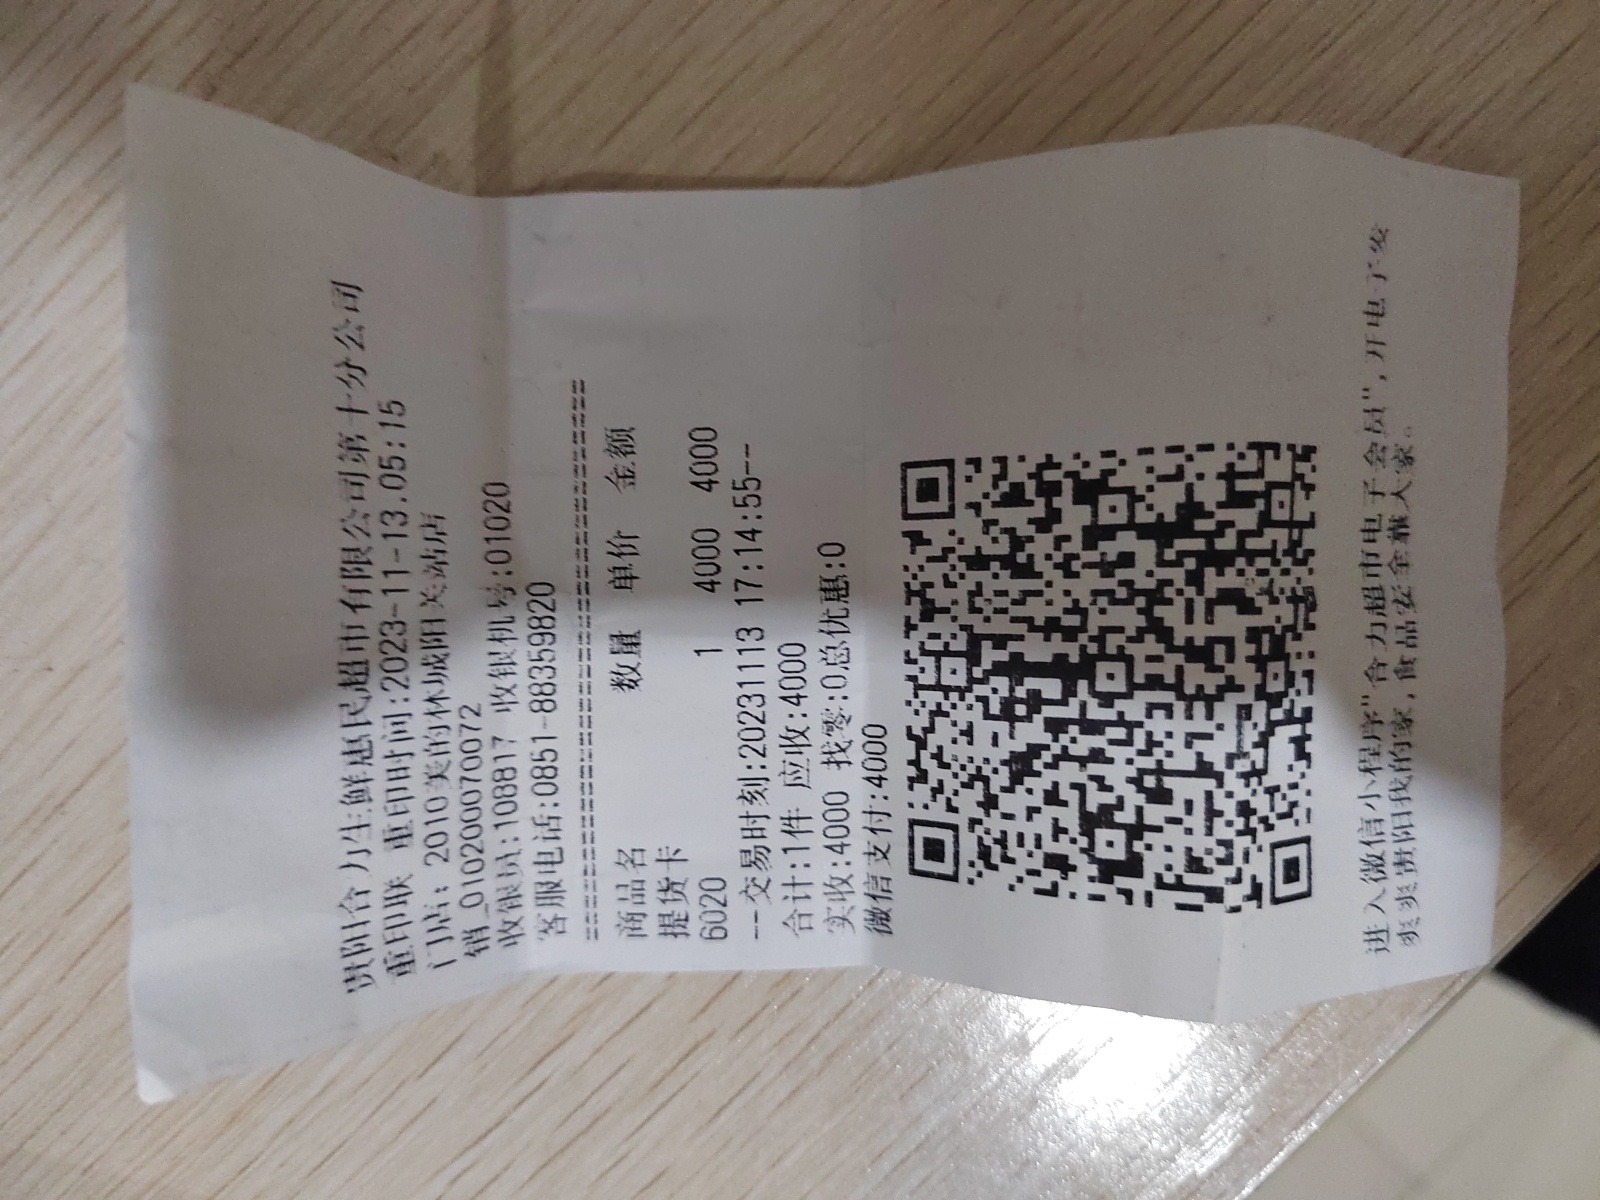 贵阳合力生鲜惠民超市有限公司第十分公司
重印联 重印时间:2023-11-13.05:15
门店: 2010美的林城阳关站店
销_010200070072
收银员:108817 收银机号:01020
客服电话:0851-88359820
================================
商品名 数量 单价 金额
提货卡
6020 1 4000 4000
--交易时刻:20231113 17:14:55--
合计:1件 应收:4000
实收:4000 找零:0总优惠:0
微信支付:4000
进入微信小程序"合力超市电子会员",开电子发
爽爽贵阳我的家,食品安全靠大家。